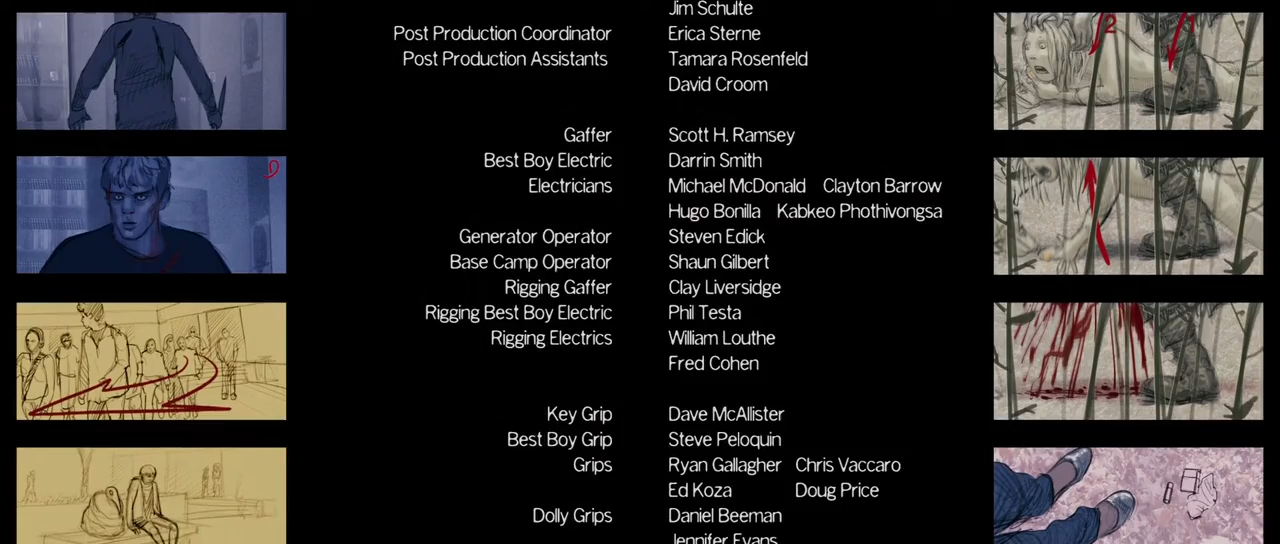 Jim Schulte
Post Production Coordinator Erica Sterne
Post Production Assistants Tamara Rosenfeld
David Croom
Gaffer Scott H. Ramsey
Best Boy Electric Darrin Smith
Electricians Michael McDonald Clayton Barrow
Hugo Bonilla Kabkeo Phothivongsa
Generator Operator Steven Edick
Base Camp Operator Shaun Gilbert
Rigging Gaffer Clay Liversidge
Rigging Best Boy Electric Phil Testa
Rigging Electrics William Louthe
Fred Cohen
Key Grip Dave McAllister
Best Boy Grip Steve Peloquin
Grips Ryan Gallagher Chris Vaccaro
Ed Koza Doug Price
Dolly Grips Daniel Beeman
Jennifer Evans
2
1